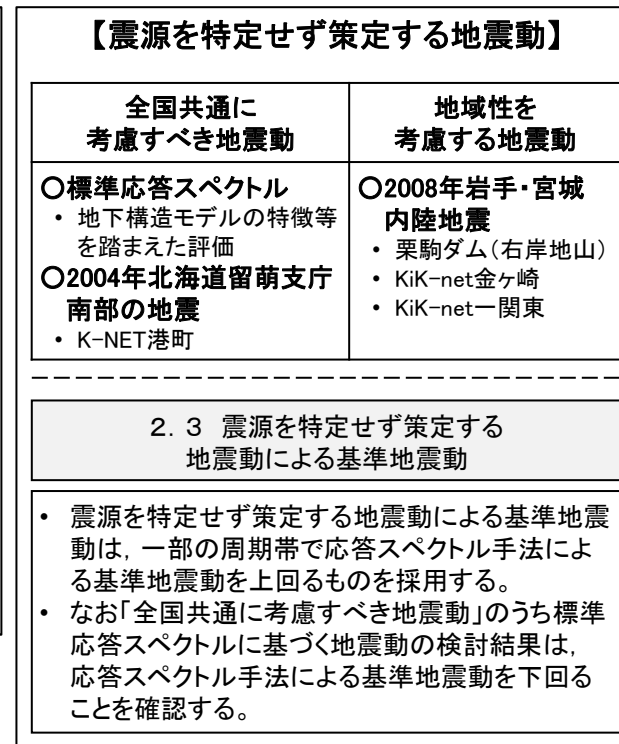 【震源を特定せず策定する地震動】
全国共通に
考慮すべき地震動
地域性を
考慮する地震動
○標準応答スペクトル
• 地下構造モデルの特徴等
を踏まえた評価
○2004年北海道留萌支庁
南部の地震
• K-NET港町
○2008年岩手・宮城
内陸地震
• 栗駒ダム（右岸地山）
• KiK-net金ヶ崎
• KiK-net一関東
２．３ 震源を特定せず策定する
地震動による基準地震動
• 震源を特定せず策定する地震動による基準地震
動は，一部の周期帯で応答スペクトル手法によ
る基準地震動を上回るものを採用する。
• なお「全国共通に考慮すべき地震動」のうち標準
応答スペクトルに基づく地震動の検討結果は，
応答スペクトル手法による基準地震動を下回る
ことを確認する。